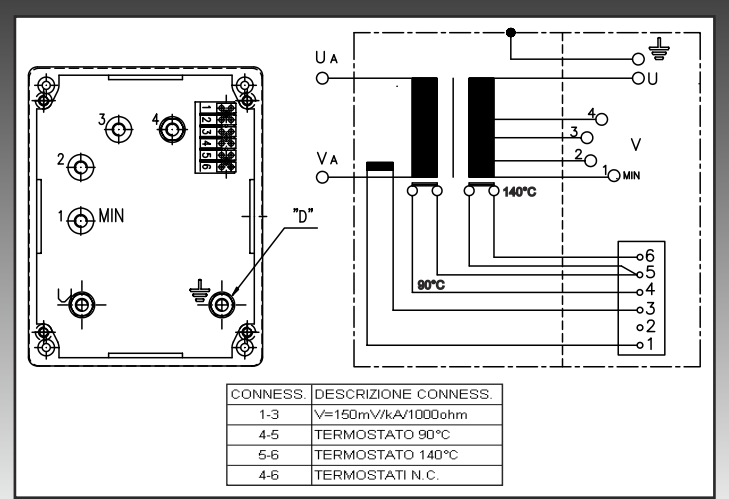 3
4
2
1
MIN
"D"
U
1
2
3
4
5
6
U A
V A
U
4
3
2
1 MIN
V
140°C
90°C
6
5
4
3
2
1
CONNESS. DESCRIZIONE CONNESS.
1-3 V=150mV/kA/1000ohm
4-5 TERMOSTATO 90°C
5-6 TERMOSTATO 140°C
4-6 TERMOSTATI N.C.